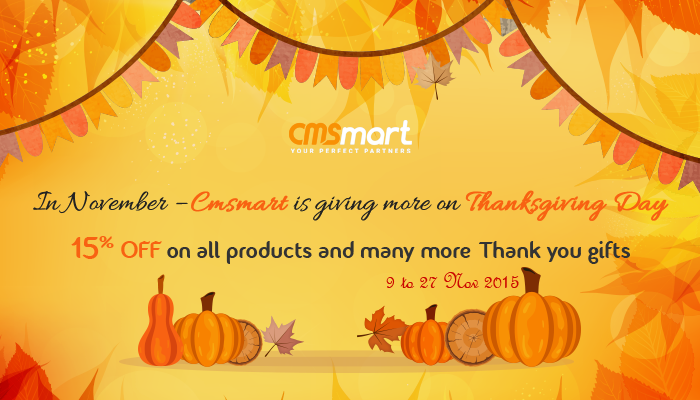 cmsmart
YOUR PERFECT PARTNERS
In November – Cmsmart is giving more on Thanksgiving Day
15% OFF on all products and many more Thank you gifts
9 to 27 Nov 2015